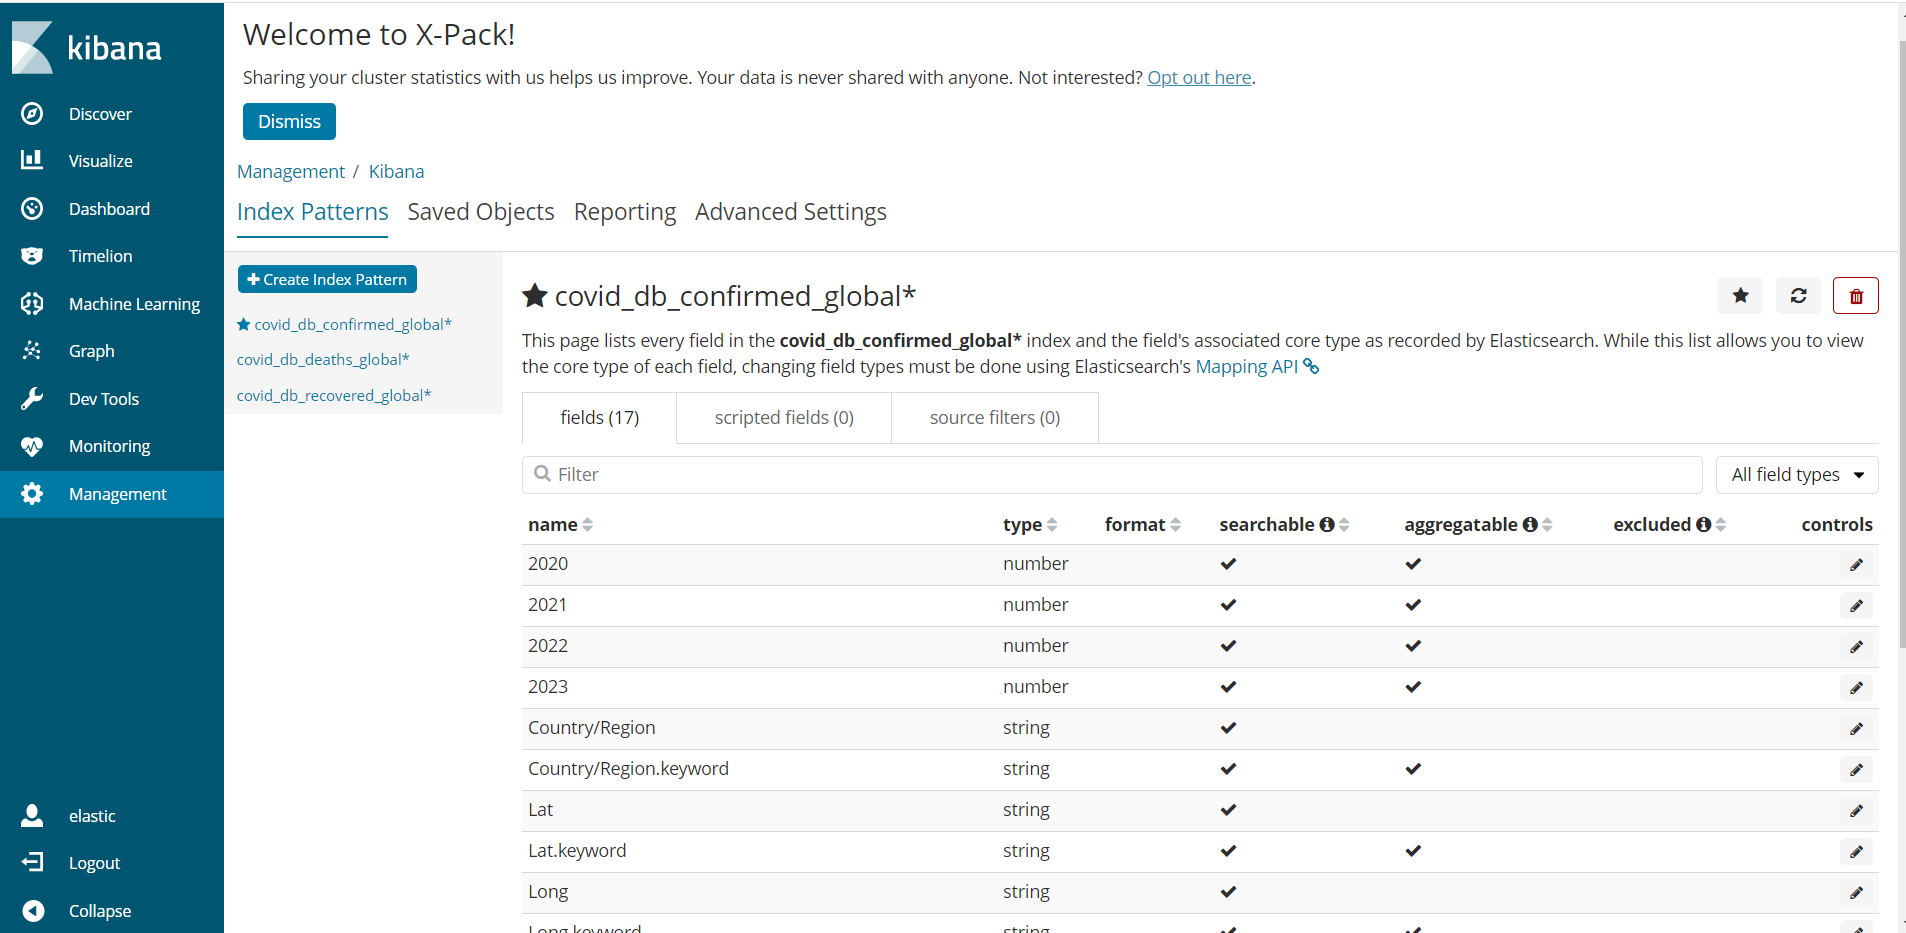 kibana
Discover
Visualize
Dashboard
Timelion
Machine Learning
Graph
Dev Tools
Monitoring
Management
elastic
Logout
Collapse
Welcome to X-Pack!
Sharing your cluster statistics with us helps us improve. Your data is never shared with anyone. Not interested? Opt out here.
Dismiss
Management / Kibana
Index Patterns Saved Objects Reporting Advanced Settings
Create Index Pattern
covid_db_confirmed_global*
covid_db_deaths_global*
covid_db_recovered_global*
covid_db_confirmed_global*
This page lists every field in the covid_db_confirmed_global* index and the field's associated core type as recorded by Elasticsearch. While this list allows you to view
the core type of each field, changing field types must be done using Elasticsearch's Mapping API
fields (17) scripted fields (0) source filters (0)
Filter All field types
name type format searchable aggregatable excluded controls
2020 number
2021 number
2022 number
2023 number
Country/Region string
Country/Region.keyword string
Lat string
Lat.keyword string
Long string
Long.keyword string